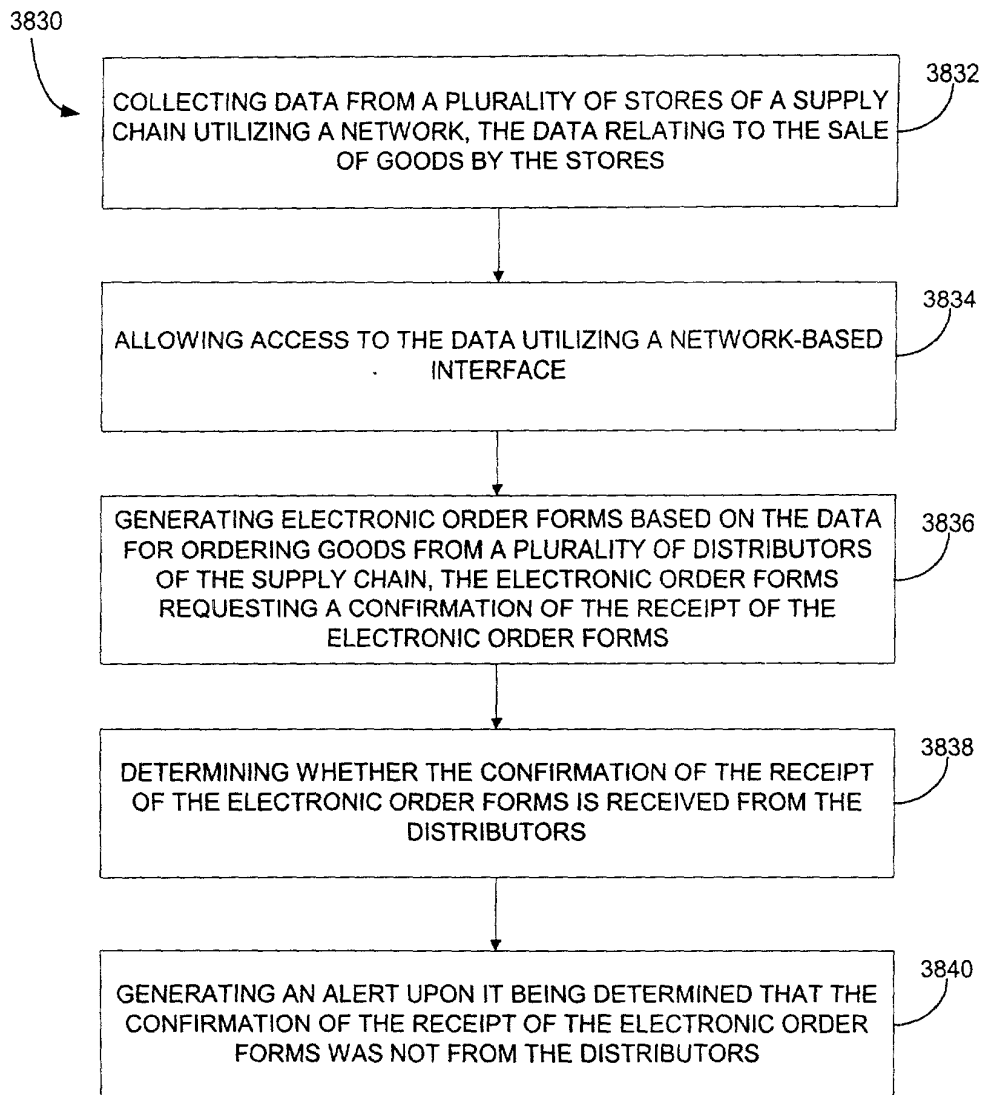 3830
3832
COLLECTING DATA FROM A PLURALITY OF STORES OF A SUPPLY
CHAIN UTILIZING A NETWORK, THE DATA RELATING TO THE SALE
OF GOODS BY THE STORES
3834
ALLOWING ACCESS TO THE DATA UTILIZING A NETWORK-BASED
INTERFACE
3836
GENERATING ELECTRONIC ORDER FORMS BASED ON THE DATA
FOR ORDERING GOODS FROM A PLURALITY OF DISTRIBUTORS
OF THE SUPPLY CHAIN, THE ELECTRONIC ORDER FORMS
REQUESTING A CONFIRMATION OF THE RECEIPT OF THE
ELECTRONIC ORDER FORMS
3838
DETERMINING WHETHER THE CONFIRMATION OF THE RECEIPT
OF THE ELECTRONIC ORDER FORMS IS RECEIVED FROM THE
DISTRIBUTORS
3840
GENERATING AN ALERT UPON IT BEING DETERMINED THAT THE
CONFIRMATION OF THE RECEIPT OF THE ELECTRONIC ORDER
FORMS WAS NOT FROM THE DISTRIBUTORS